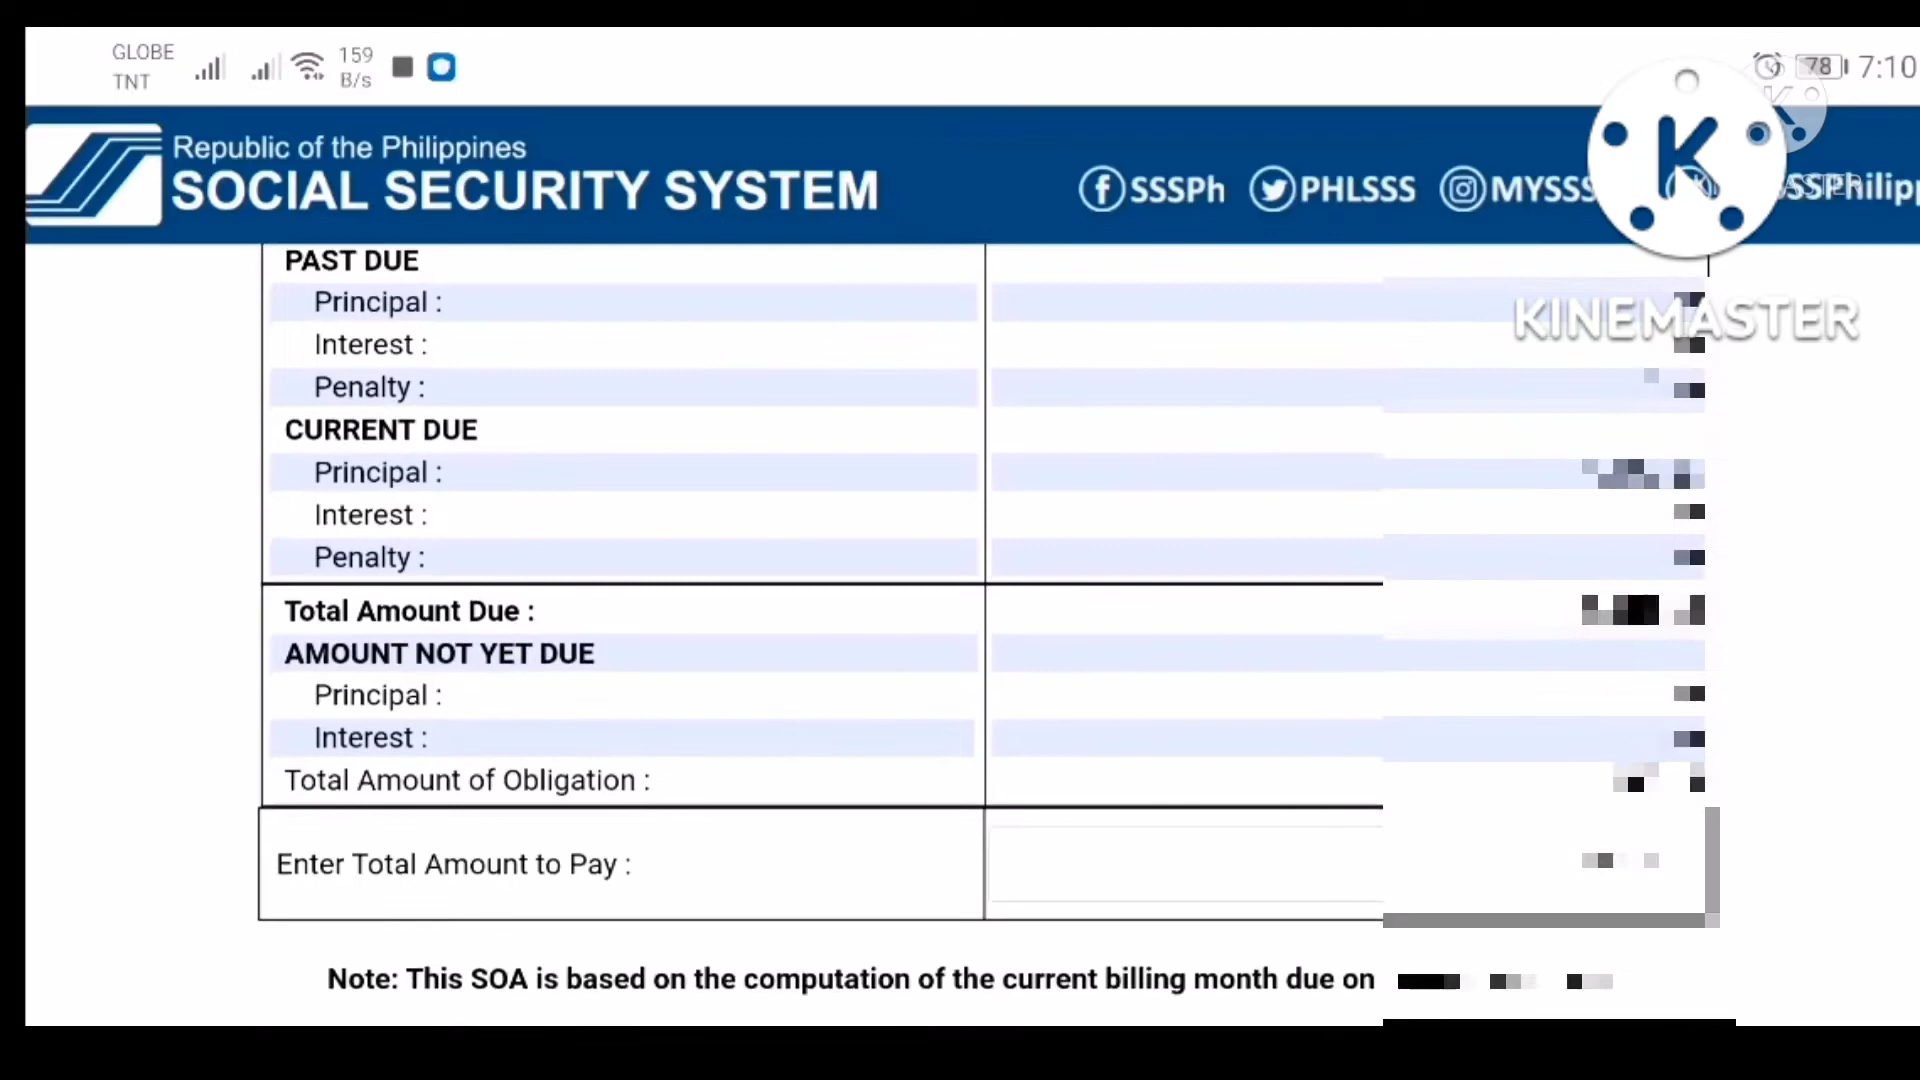 GLOBE
TNT
159
B/s
78
7:10
Republic of the Philippines
SOCIAL SECURITY SYSTEM
SSSPh
PHLSSS
MYSSS
KINEMASTER
PAST DUE
Principal :
Interest :
Penalty :
CURRENT DUE
Principal :
Interest :
Penalty :
Total Amount Due :
AMOUNT NOT YET DUE
Principal :
Interest :
Total Amount of Obligation :
Enter Total Amount to Pay :
Note: This SOA is based on the computation of the current billing month due on